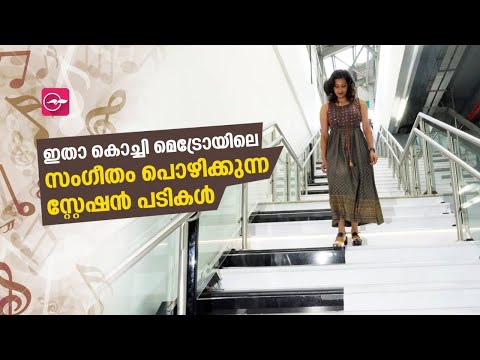 ഇതാ കൊച്ചി മെട്രോയിലെ
സംഗീതം പൊഴിക്കുന്ന
സ്റ്റേഷൻ പടികൾ